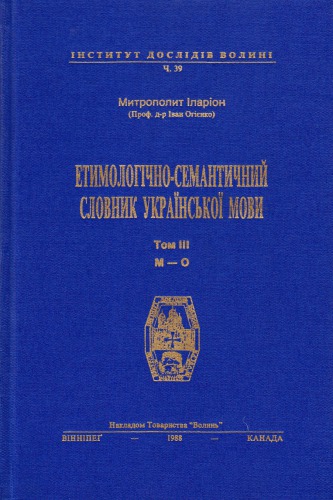 ІНСТИТУТ ДОСЛІДІВ ВОЛИНІ
Ч. 39
Митрополит Іларіон
(Проф. д-р Іван Огієнко)
ЕТИМОЛОГІЧНО-СЕМАНТИЧНИЙ
СЛОВНИК УКРАЇНСЬКОЇ МОВИ
Том III
М — О
Накладом Товариства "Волинь"
ВІННІПЕҐ — 1988 — КАНАДА